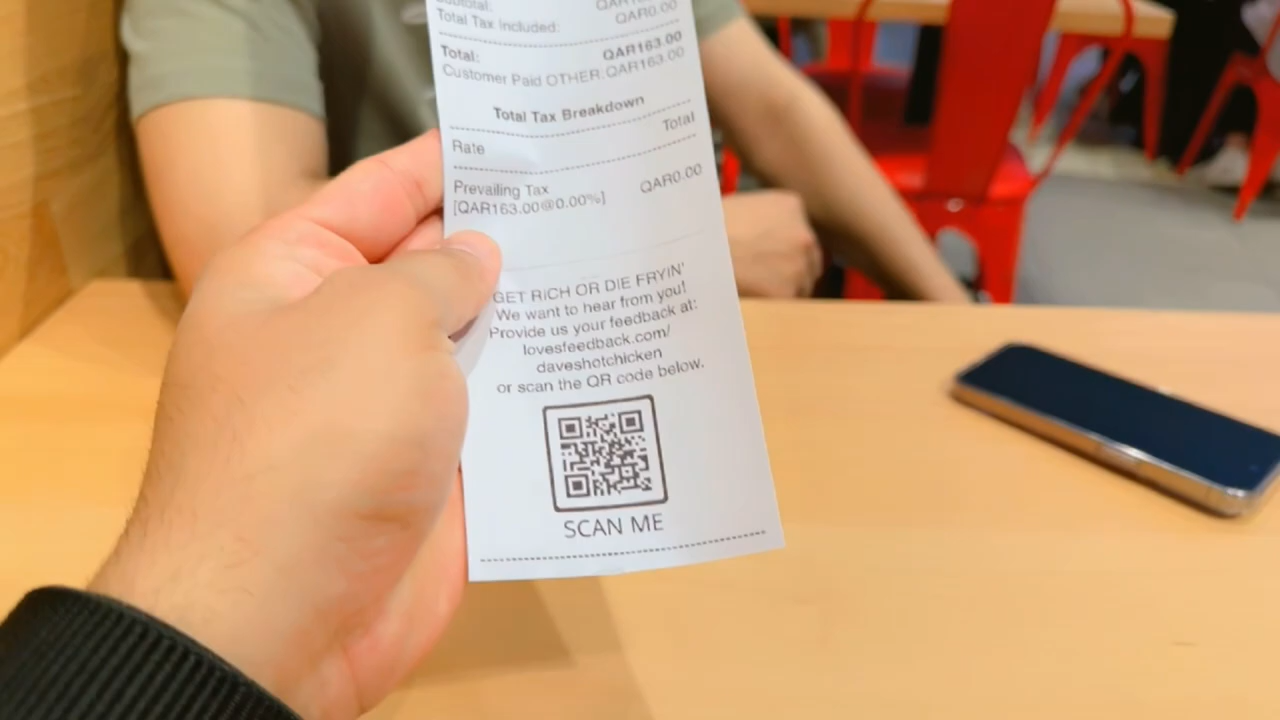 Subtotal:
Total Tax Included: QAR0.00
Total: QAR163.00
Customer Paid OTHER: QAR163.00
Total Tax Breakdown
Rate Total
Prevailing Tax QAR0.00
[QAR163.00@0.00%]
GET RICH OR DIE FRYIN'
We want to hear from you!
Provide us your feedback at:
lovesfeedback.com/
daveshotchicken
or scan the QR code below.
SCAN ME